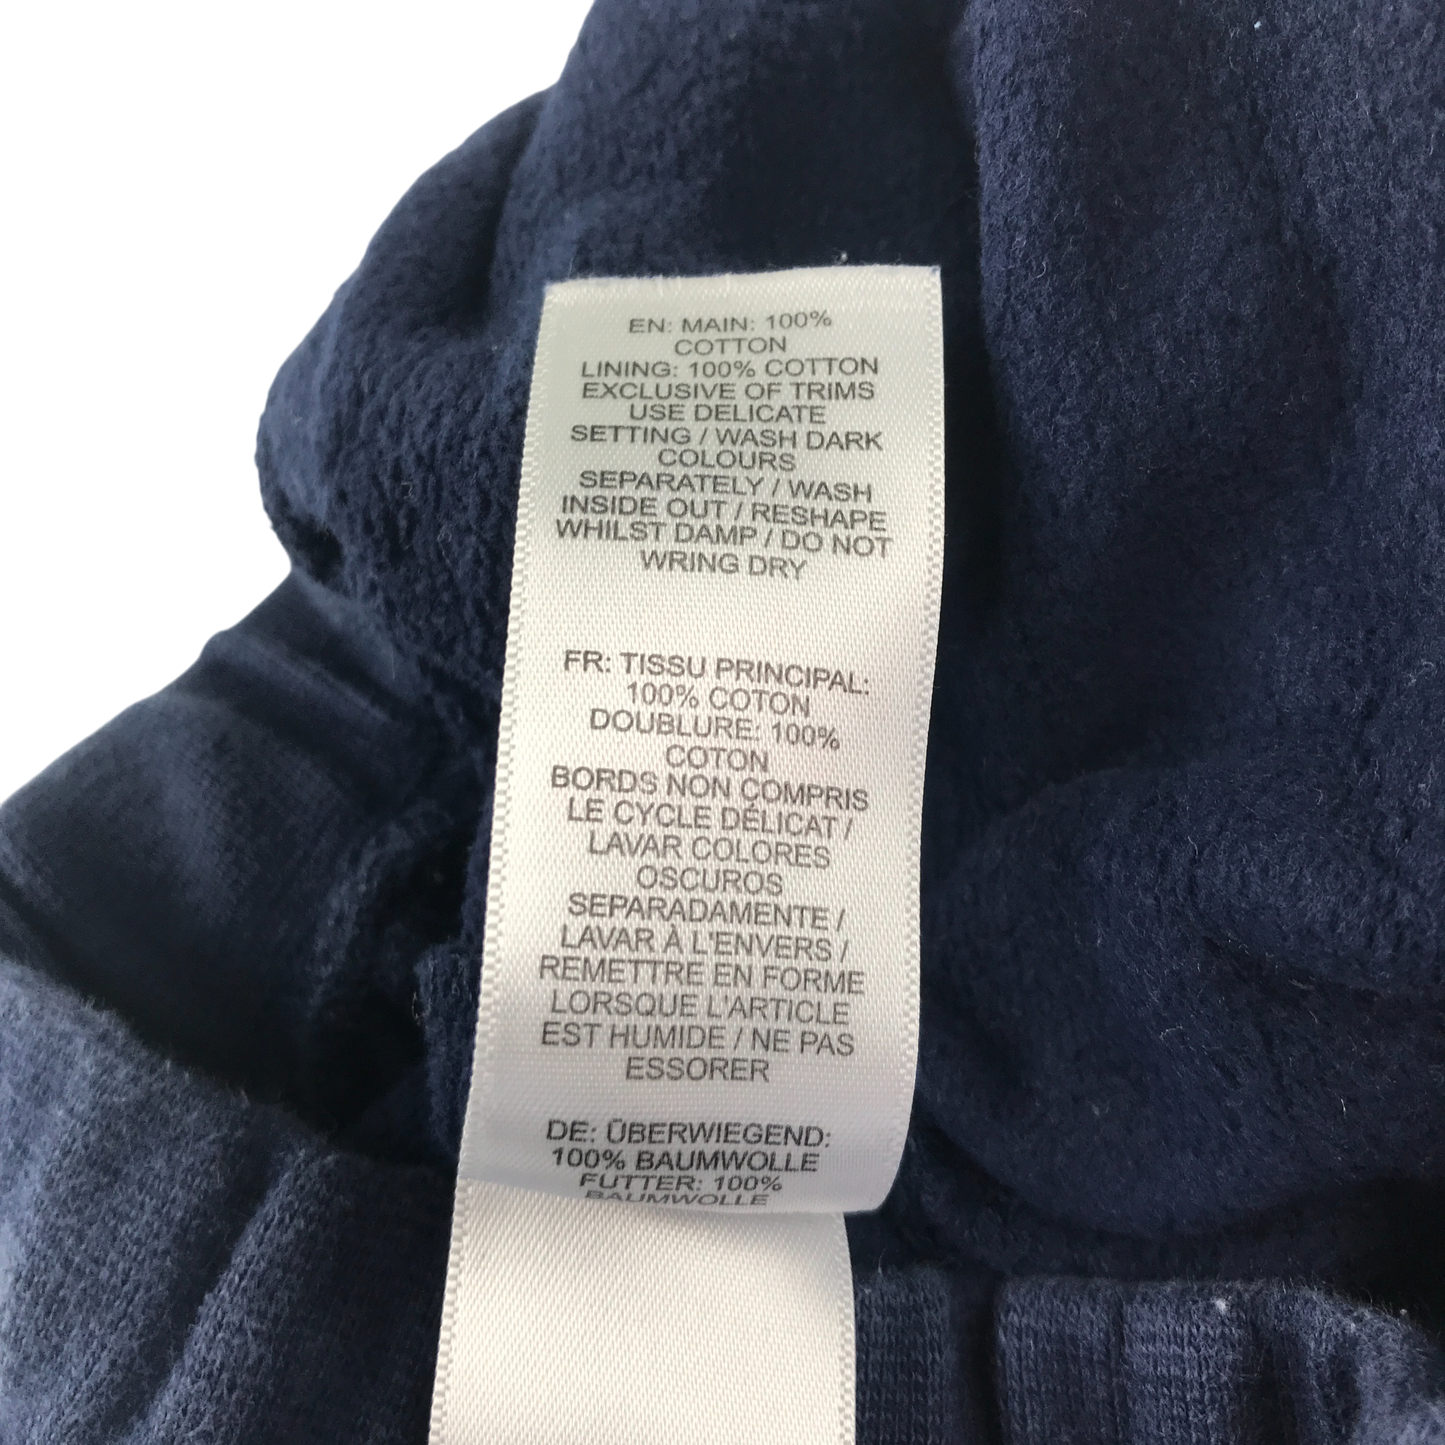 EN: MAIN: 100%
COTTON
LINING: 100% COTTON
EXCLUSIVE OF TRIMS
USE DELICATE
SETTING / WASH DARK
COLOURS
SEPARATELY / WASH
INSIDE OUT / RESHAPE
WHILST DAMP / DO NOT
WRING DRY
FR: TISSU PRINCIPAL:
100% COTON
DOUBLURE: 100%
COTON
BORDS NON COMPRIS
LE CYCLE DÉLICAT /
LAVAR COLORES
OSCUROS
SEPARADAMENTE /
LAVAR À L'ENVERS /
REMETTRE EN FORME
LORSQUE L'ARTICLE
EST HUMIDE / NE PAS
ESSORER
DE: ÜBERWIEGEND:
100% BAUMWOLLE
FUTTER: 100%
BAUMWOLLE